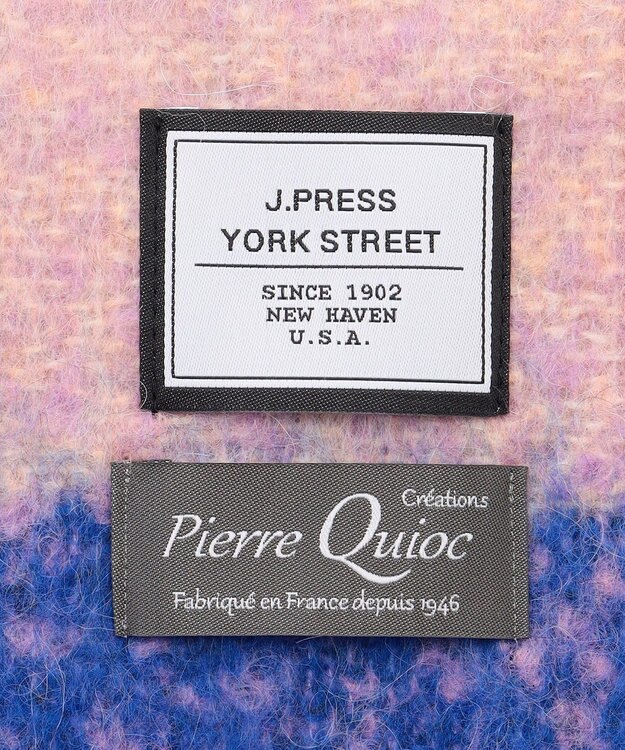 J.PRESS
YORK STREET
SINCE 1902
NEW HAVEN
U.S.A.
Créations
Pierre Quioc
Fabriqué en France depuis 1946